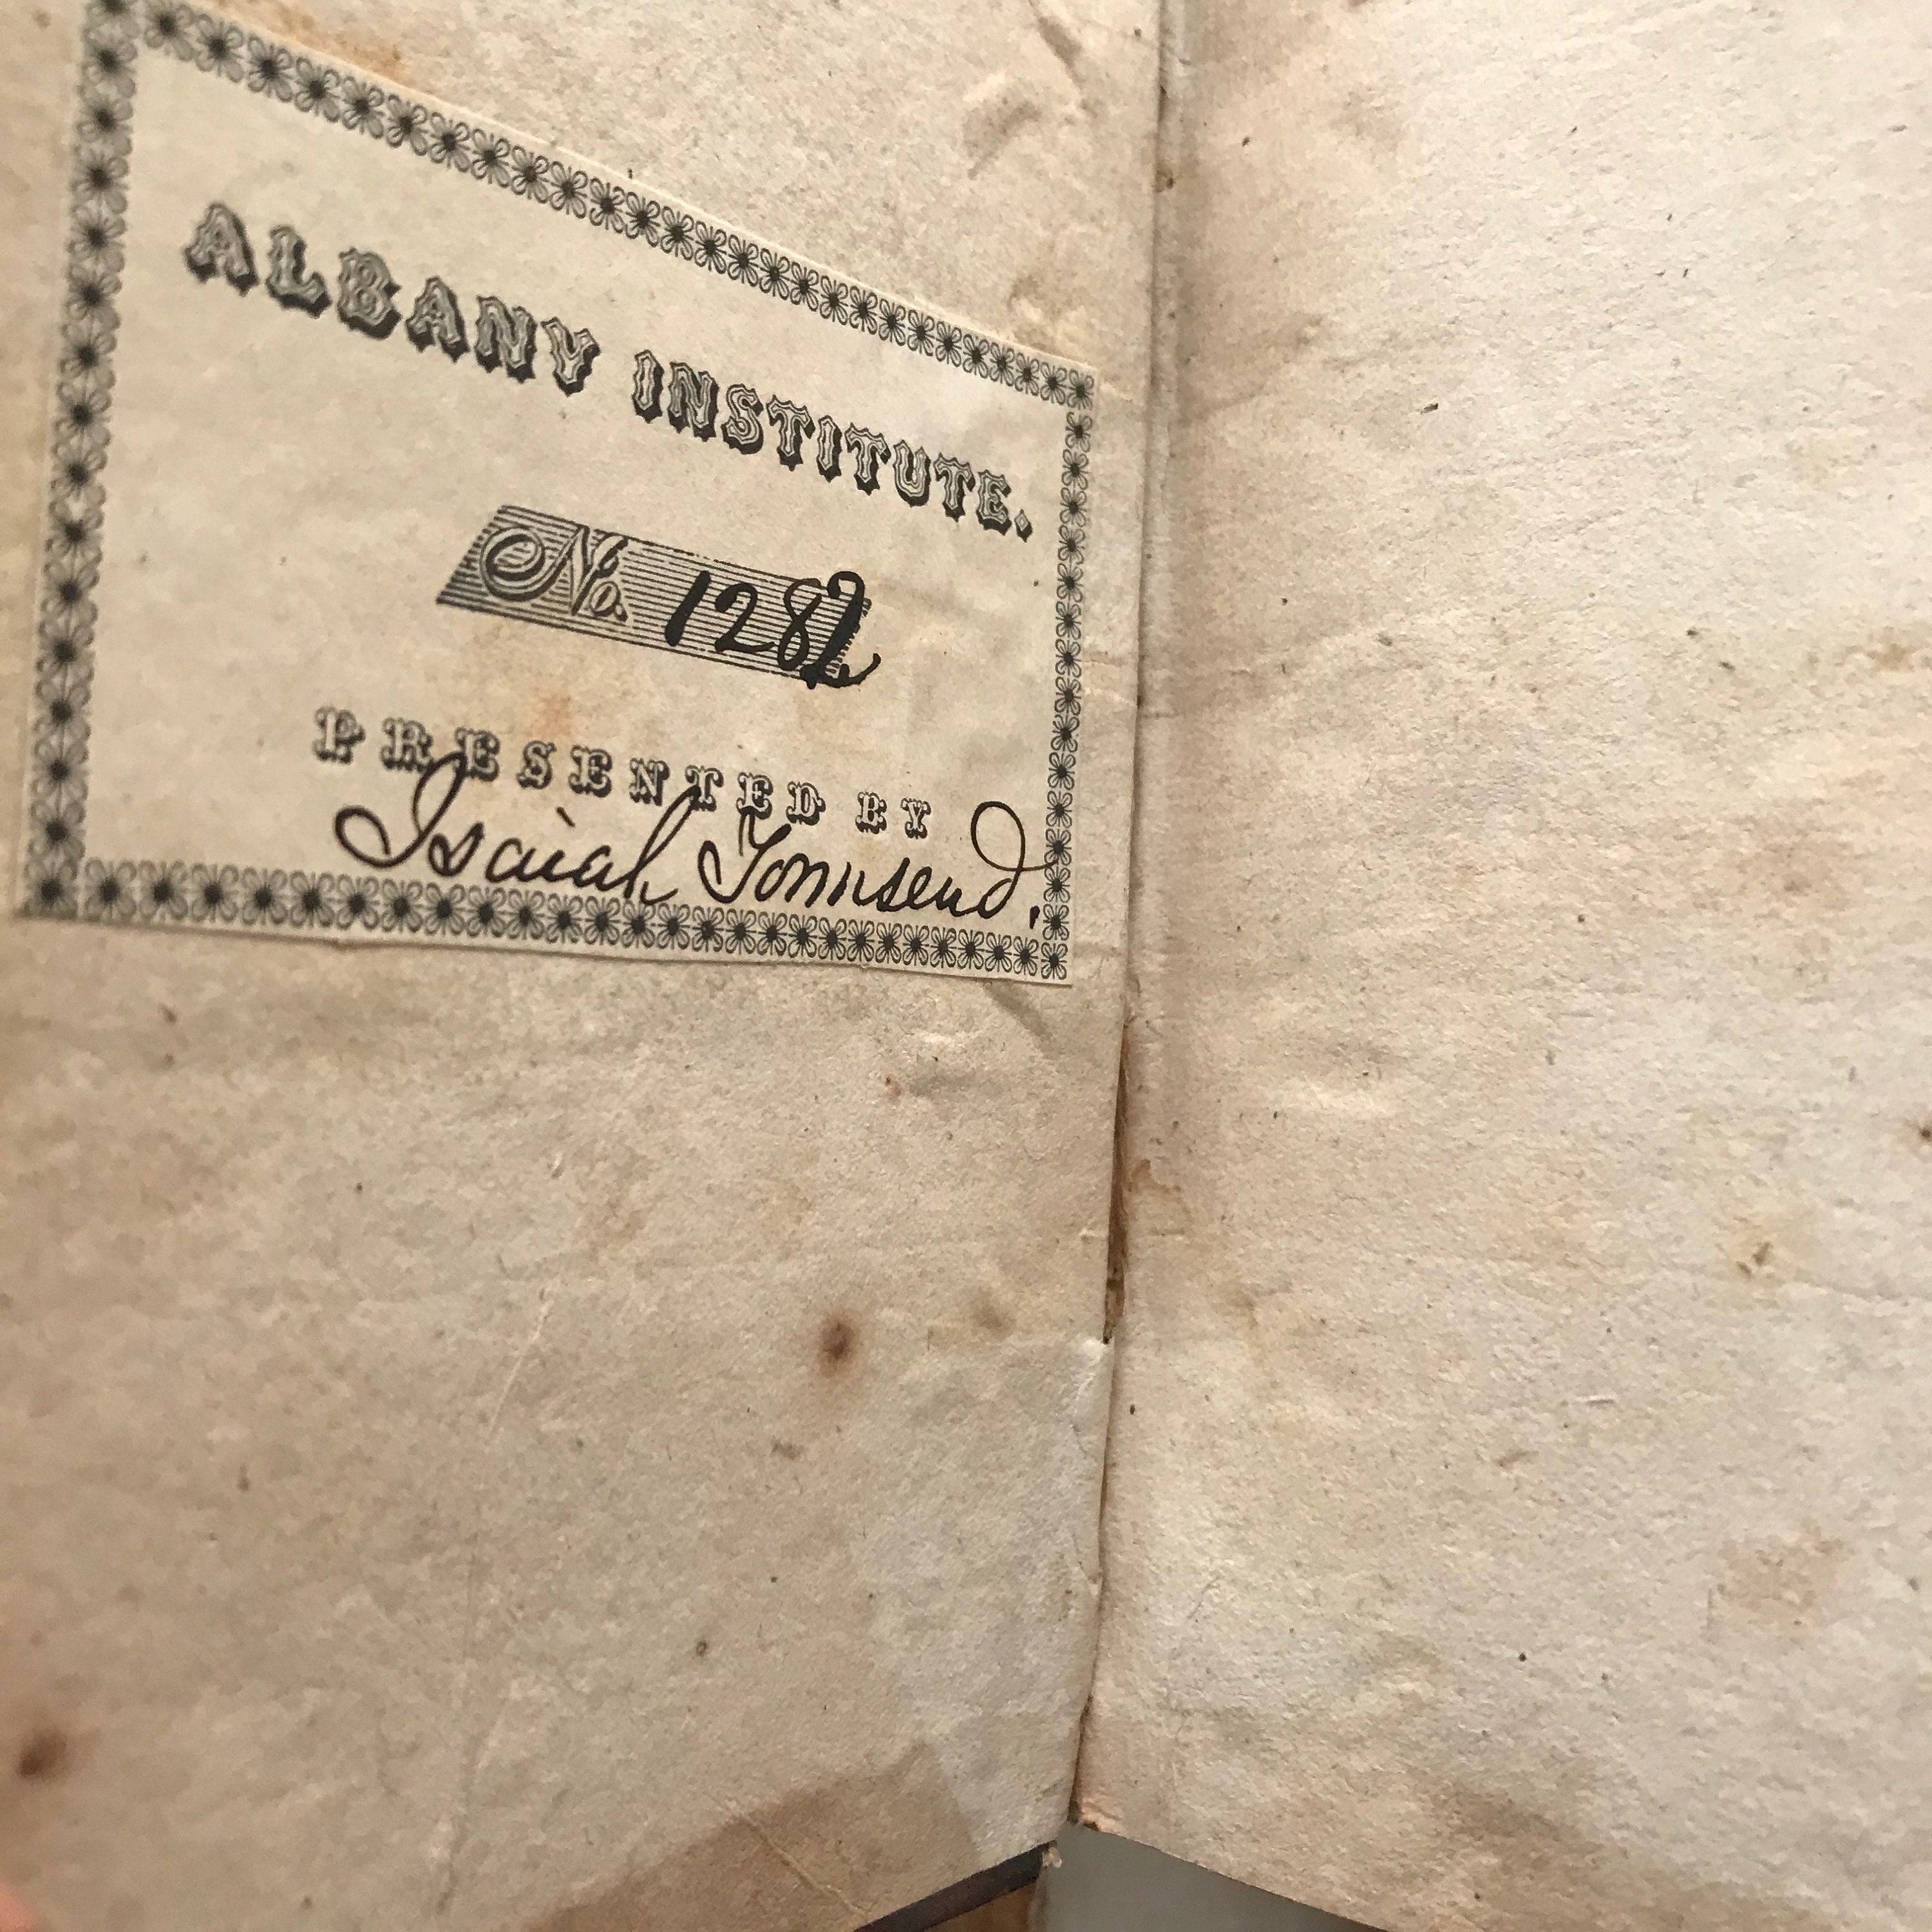 ALBANY INSTITUTE.
No. 1282
PRESENTED BY
Isaiah Townsend.